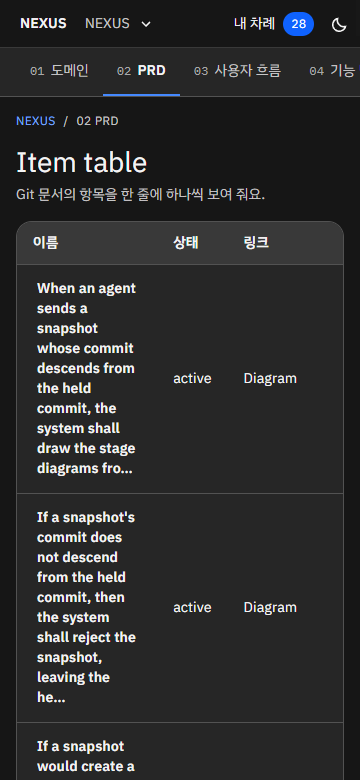 NEXUS NEXUS 내 차례 28
01 도메인 02 PRD 03 사용자 흐름 04 기능
NEXUS / 02 PRD
Item table
Git 문서의 항목을 한 줄에 하나씩 보여 줘요.
이름 상태 링크
When an agent
sends a
snapshot
whose commit
descends from
the held
commit, the
system shall
draw the stage
diagrams fro...
active Diagram
If a snapshot's
commit does
not descend
from the held
commit, then
the system
shall reject the
snapshot,
leaving the
he...
active Diagram
If a snapshot
would create a